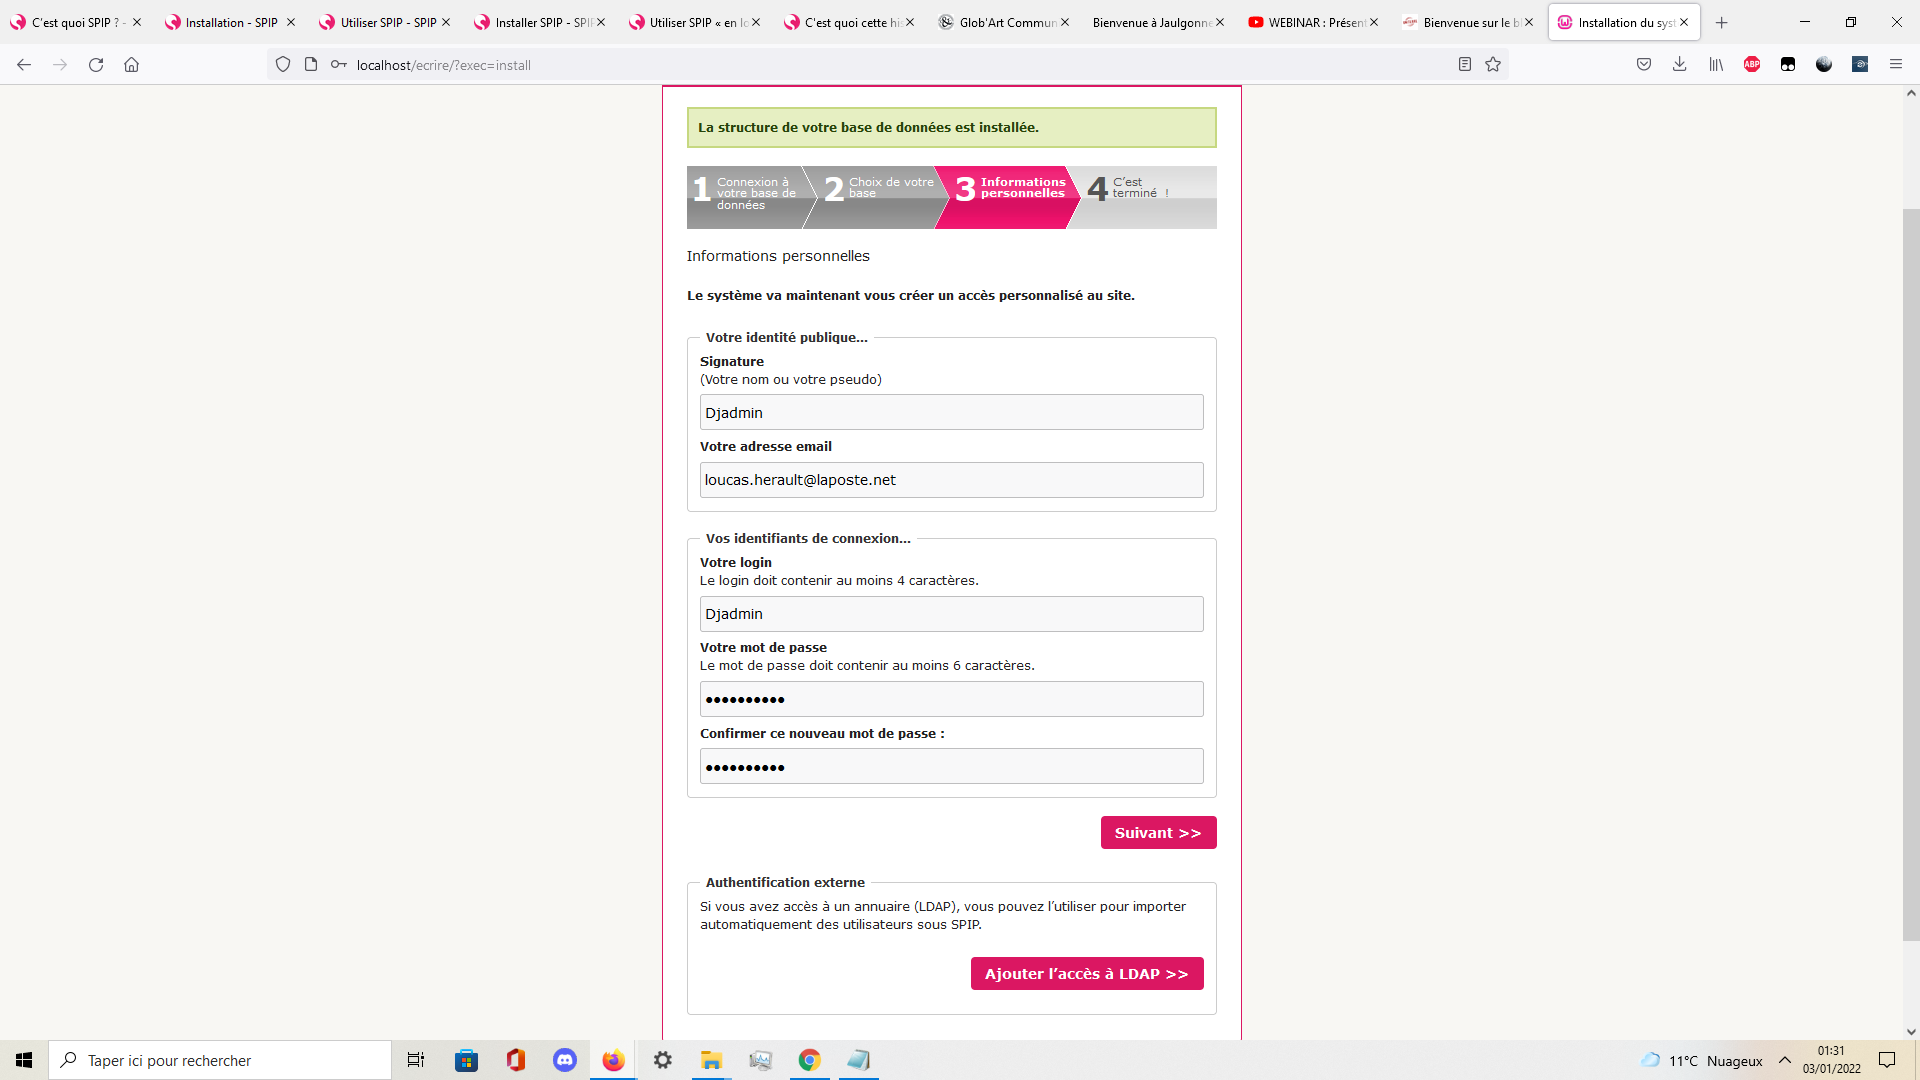 C'est quoi SPIP ? -
Installation - SPIP
Utiliser SPIP - SPIP
Installer SPIP - SPIP
Utiliser SPIP « en lo
C'est quoi cette his
Glob'Art Commun
Bienvenue à Jaulgonne
WEBINAR : Présent
Bienvenue sur le b
Installation du syst
localhost/ecrire/?exec=install
ABP
La structure de votre base de données est installée.
1 Connexion à votre base de données
2 Choix de votre base
3 Informations personnelles
4 C'est terminé !
Informations personnelles
Le système va maintenant vous créer un accès personnalisé au site.
Votre identité publique...
Signature
(Votre nom ou votre pseudo)
Djadmin
Votre adresse email
loucas.herault@laposte.net
Vos identifiants de connexion...
Votre login
Le login doit contenir au moins 4 caractères.
Djadmin
Votre mot de passe
Le mot de passe doit contenir au moins 6 caractères.
••••••••••
Confirmer ce nouveau mot de passe :
••••••••••
Suivant >>
Authentification externe
Si vous avez accès à un annuaire (LDAP), vous pouvez l’utiliser pour importer
automatiquement des utilisateurs sous SPIP.
Ajouter l’accès à LDAP >>
Taper ici pour rechercher
11°C Nuageux
01:31
03/01/2022